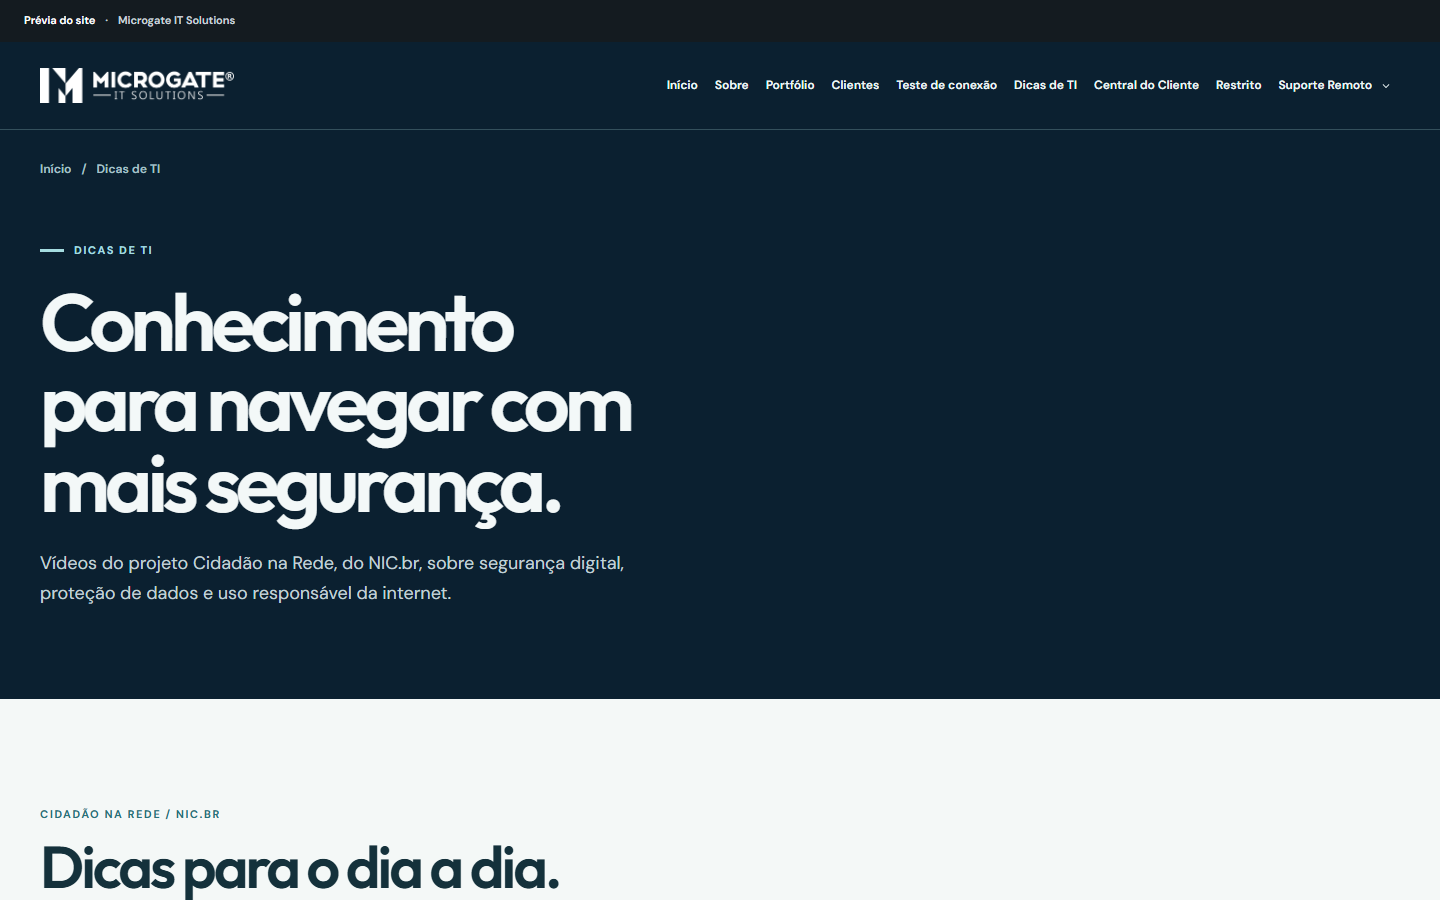 Prévia do site · Microgate IT Solutions
MICROGATE®
IT SOLUTIONS
Início Sobre Portfólio Clientes Teste de conexão Dicas de TI Central do Cliente Restrito Suporte Remoto
Início / Dicas de TI
DICAS DE TI
Conhecimento
para navegar com
mais segurança.
Vídeos do projeto Cidadão na Rede, do NIC.br, sobre segurança digital,
proteção de dados e uso responsável da internet.
CIDADÃO NA REDE / NIC.BR
Dicas para o dia a dia.